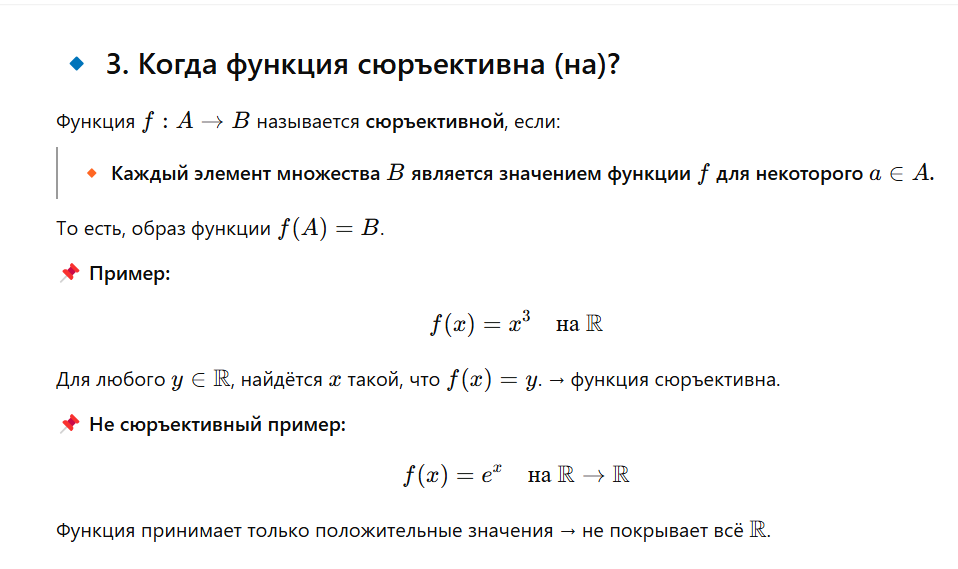 🔹 3. Когда функция сюръективна (на)?
Функция f : A → B называется сюръективной, если:
🔸 Каждый элемент множества B является значением функции f для некоторого a ∈ A.
То есть, образ функции f(A) = B.
📌 Пример:
f(x) = x³ на ℝ
Для любого y ∈ ℝ, найдётся x такой, что f(x) = y. → функция сюръективна.
📌 Не сюръективный пример:
f(x) = eˣ на ℝ → ℝ
Функция принимает только положительные значения → не покрывает всё ℝ.